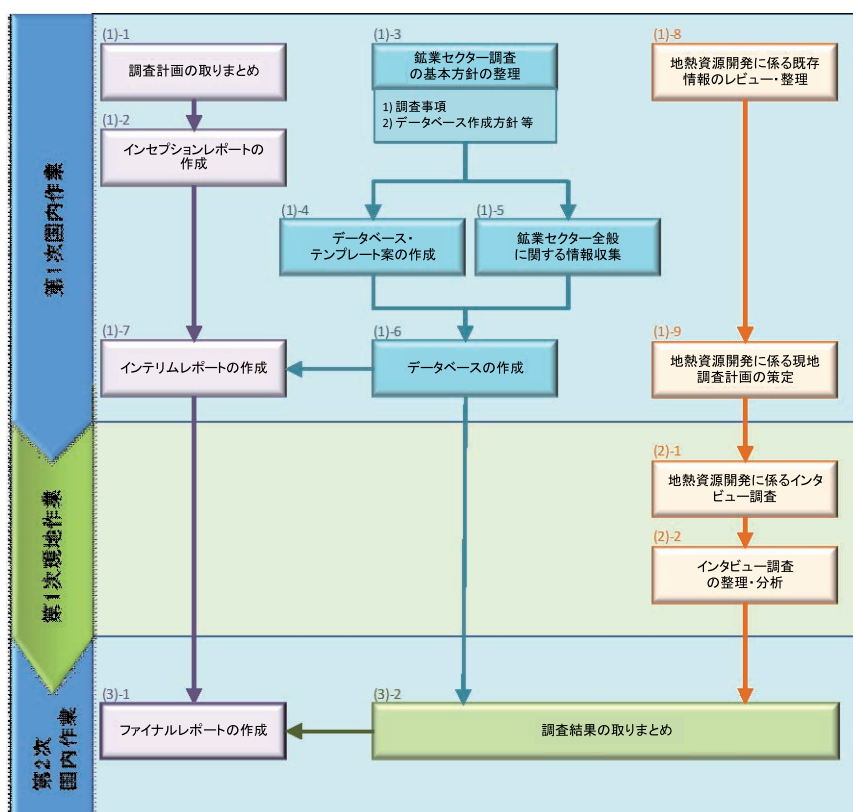 第1次国内作業
(1)-1
調査計画の取りまとめ
(1)-2
インセプションレポートの
作成
(1)-3
鉱業セクター調査
の基本方針の整理
1) 調査事項
2) データベース作成方針 等
(1)-4
データベース・
テンプレート案の作成
(1)-5
鉱業セクター全般
に関する情報収集
(1)-6
データベースの作成
(1)-7
インテリムレポートの作成
(1)-8
地熱資源開発に係る既存
情報のレビュー・整理
(1)-9
地熱資源開発に係る現地
調査計画の策定
第1次現地作業
(2)-1
地熱資源開発に係るインタ
ビュー調査
(2)-2
インタビュー調査
の整理・分析
第2次
国内作業
(3)-1
ファイナルレポートの作成
(3)-2
調査結果の取りまとめ